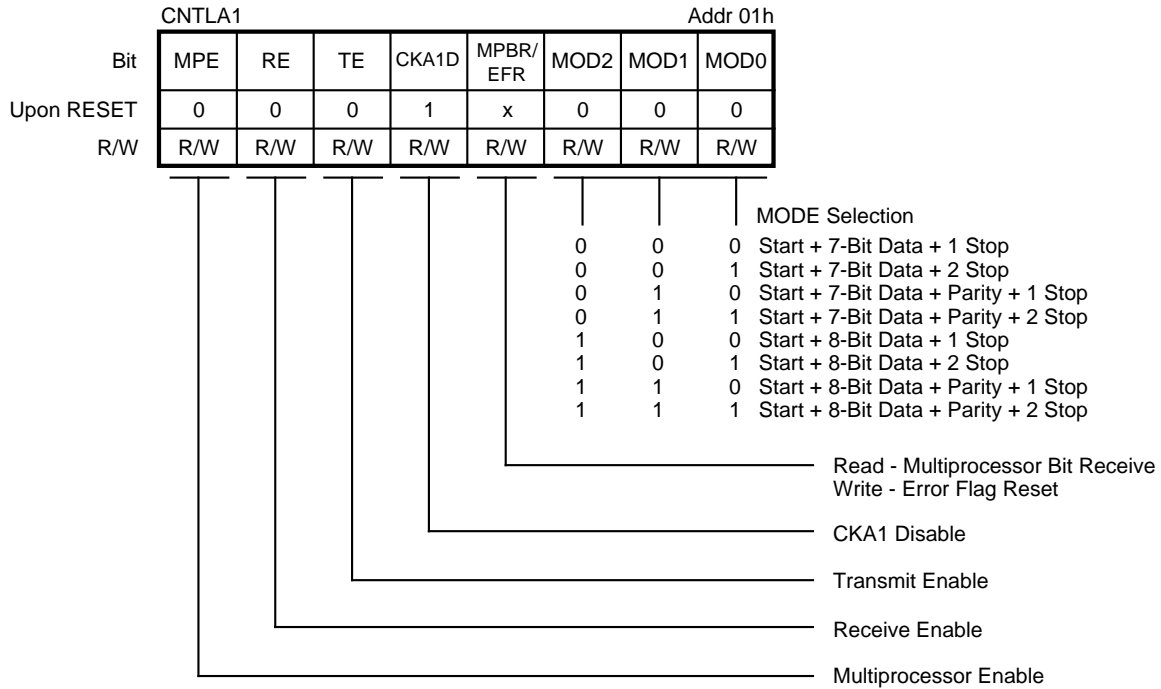 CNTLA1 Addr 01h
Bit MPE RE TE CKA1D MPBR/ EFR MOD2 MOD1 MOD0
Upon RESET 0 0 0 1 x 0 0 0
R/W R/W R/W R/W R/W R/W R/W R/W R/W
MODE Selection
0 0 0 Start + 7-Bit Data + 1 Stop
0 0 1 Start + 7-Bit Data + 2 Stop
0 1 0 Start + 7-Bit Data + Parity + 1 Stop
0 1 1 Start + 7-Bit Data + Parity + 2 Stop
1 0 0 Start + 8-Bit Data + 1 Stop
1 0 1 Start + 8-Bit Data + 2 Stop
1 1 0 Start + 8-Bit Data + Parity + 1 Stop
1 1 1 Start + 8-Bit Data + Parity + 2 Stop
Read - Multiprocessor Bit Receive
Write - Error Flag Reset
CKA1 Disable
Transmit Enable
Receive Enable
Multiprocessor Enable